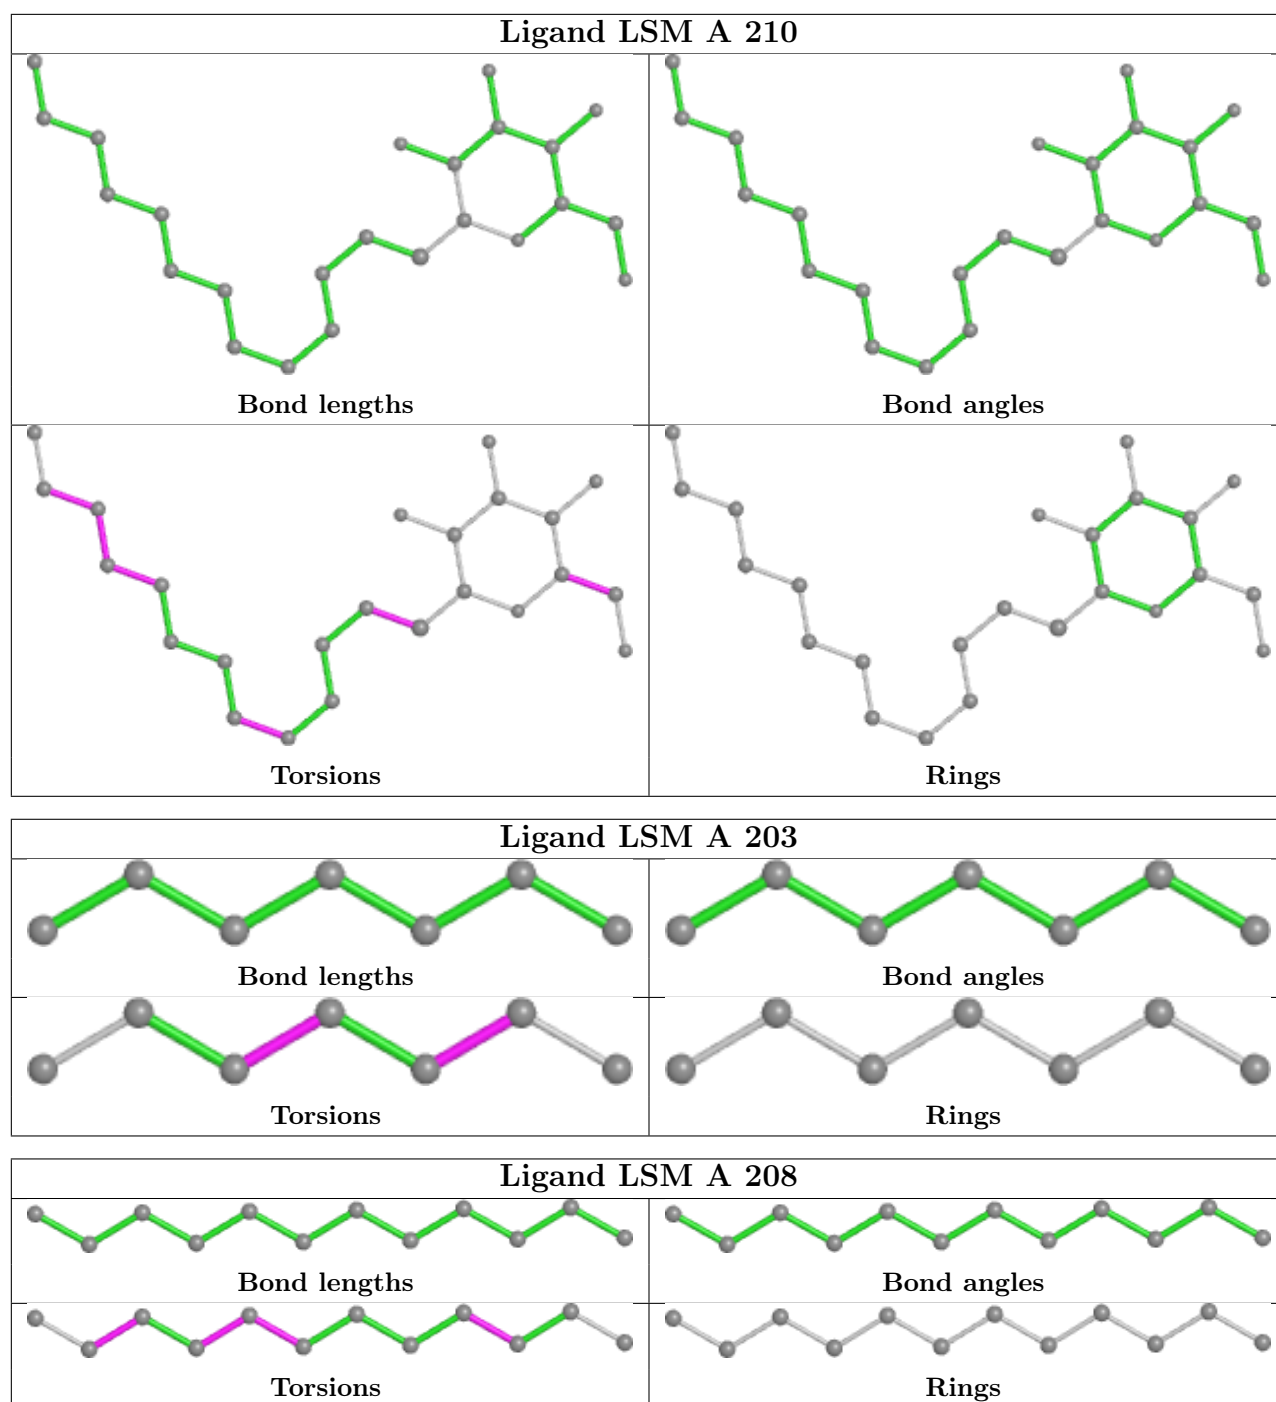 Ligand LSM A 210
Bond lengths
Bond angles
Torsions
Rings
Ligand LSM A 203
Bond lengths
Bond angles
Torsions
Rings
Ligand LSM A 208
Bond lengths
Bond angles
Torsions
Rings